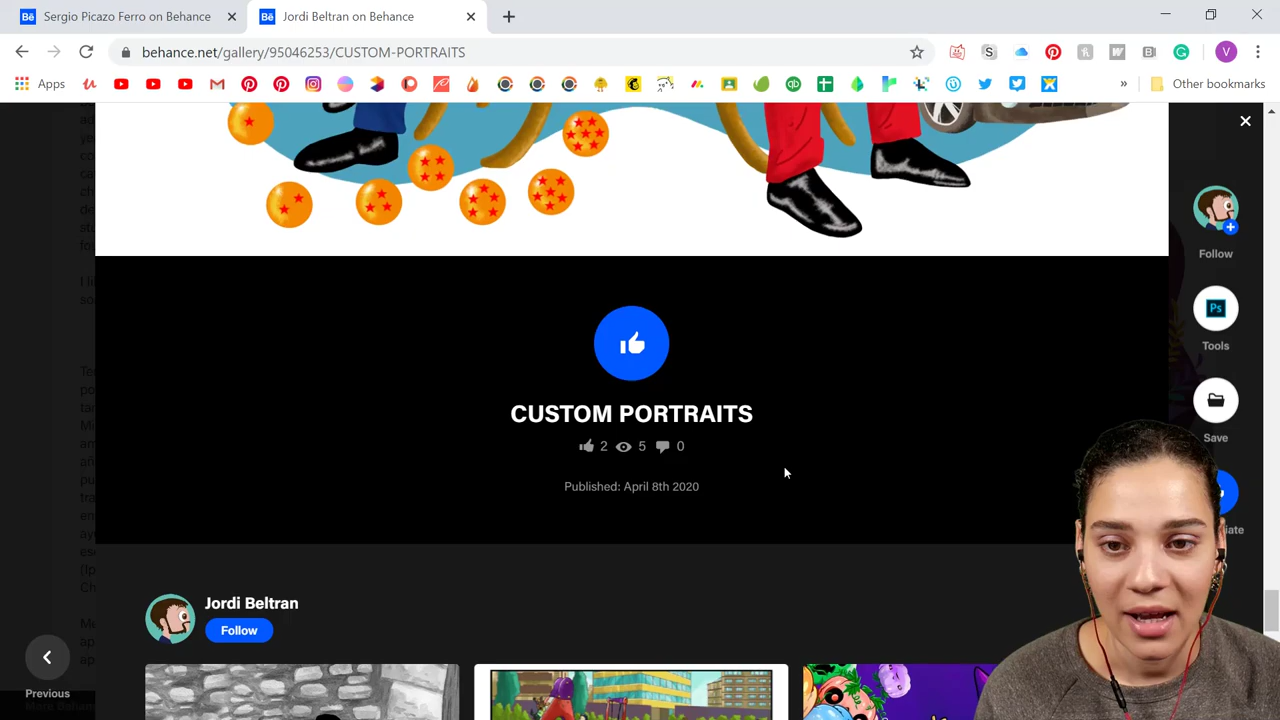 Sergio Picazo Ferro on Behance
Jordi Beltran on Behance
behance.net/gallery/95046253/CUSTOM-PORTRAITS
V
Apps
Other bookmarks
Follow
Ps
Tools
Save
CUSTOM PORTRAITS
2 5 0
Published: April 8th 2020
Jordi Beltran
Follow
Previous